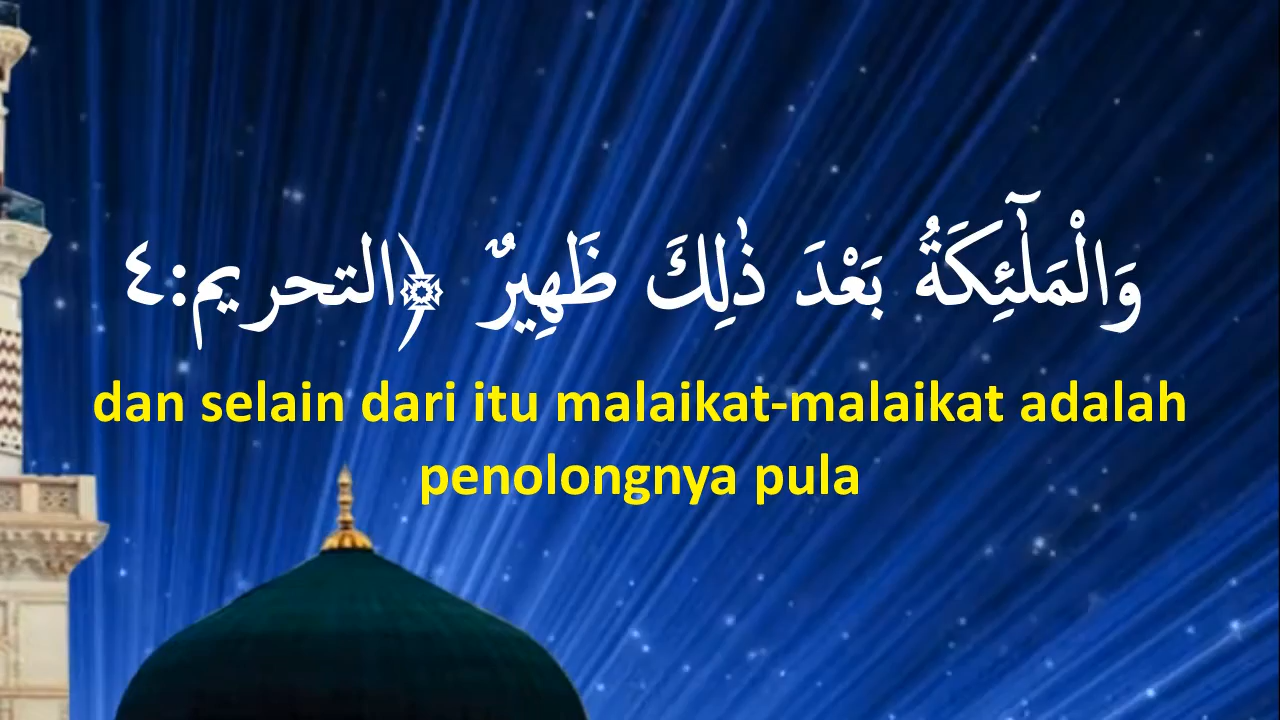 وَالْمَلٰٓئِكَةُ بَعْدَ ذٰلِكَ ظَهِيرٌ ﴿التحريم:٤
dan selain dari itu malaikat-malaikat adalah
penolongnya pula